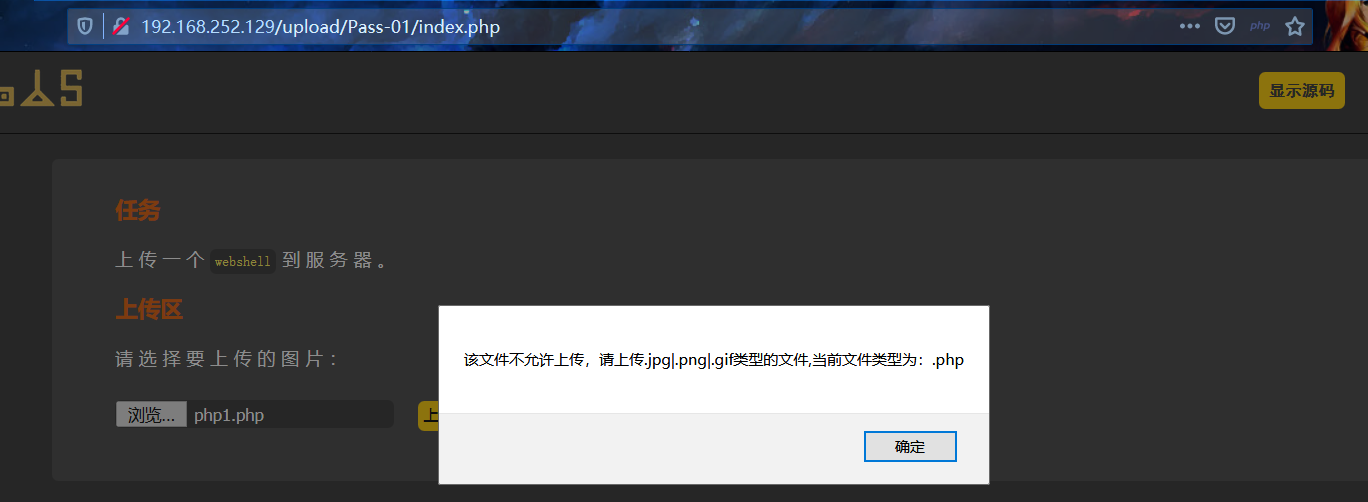 192.168.252.129/upload/Pass-01/index.php
php
显示源码
任务
上传一个 webshell 到服务器。
上传区
请选择要上传的图片：
该文件不允许上传，请上传.jpg|.png|.gif类型的文件,当前文件类型为：.php
浏览... php1.php 上
确定